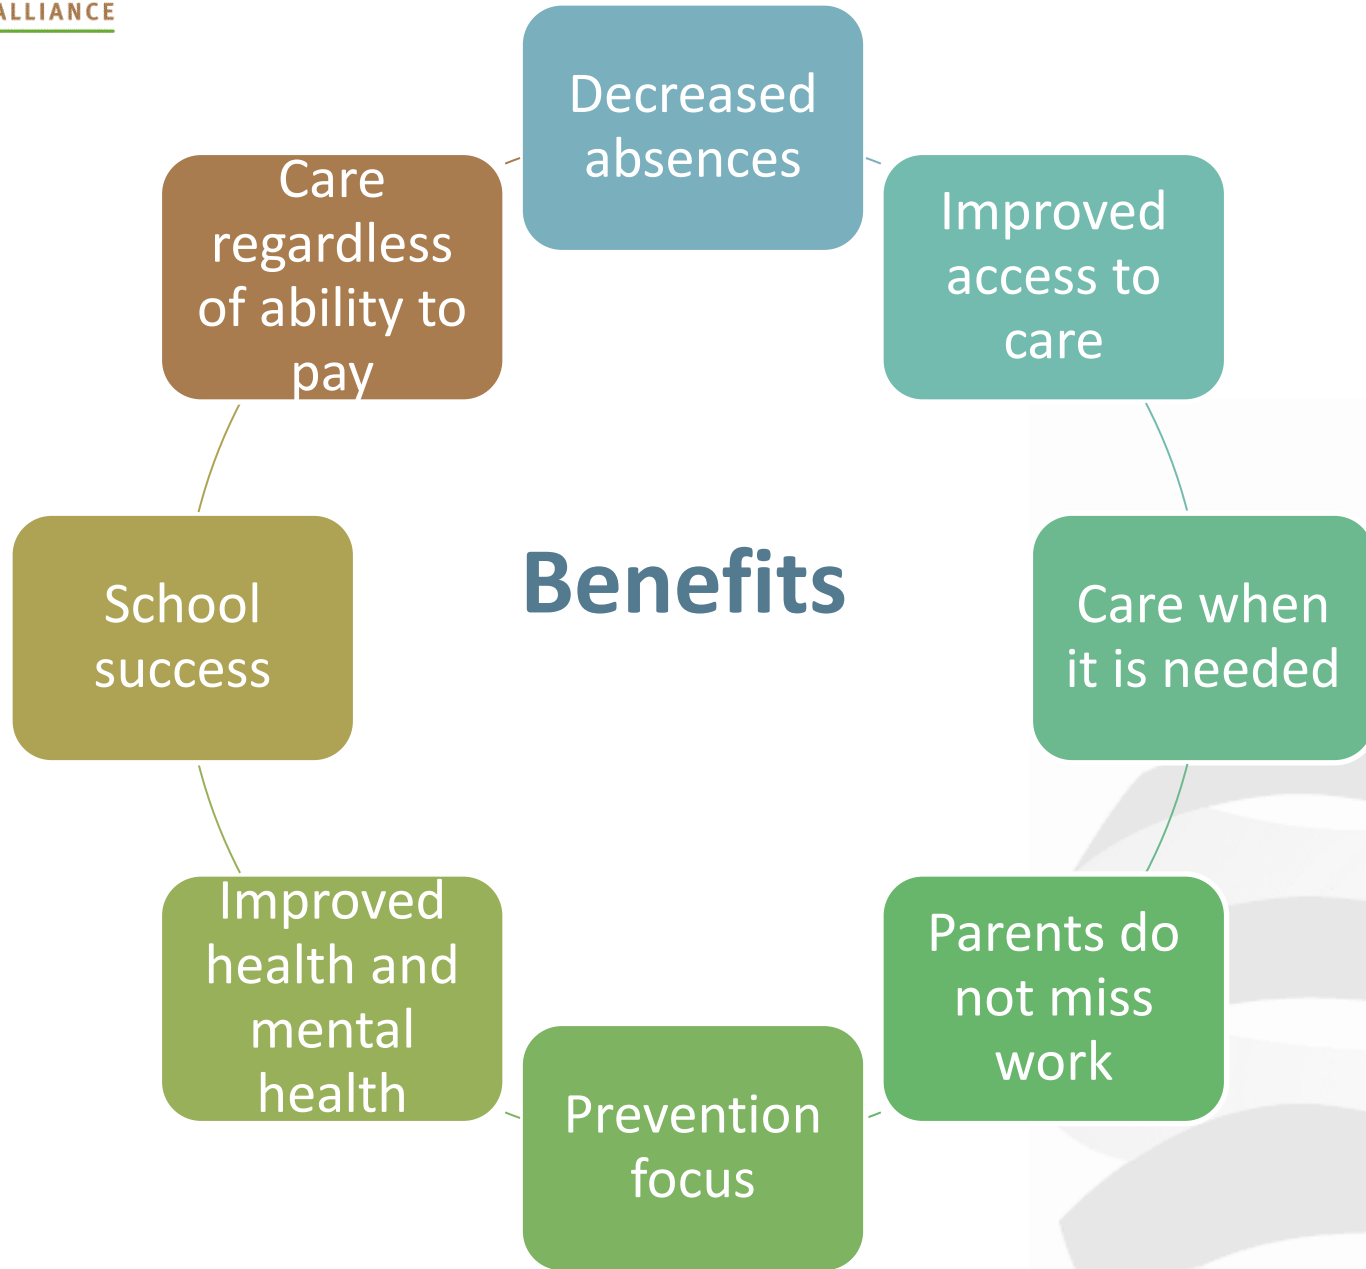 ALLIANCE
Decreased
absences
Improved
access to
care
Care when
it is needed
Parents do
not miss
work
Prevention
focus
Improved
health and
mental
health
School
success
Care
regardless
of ability to
pay
Benefits